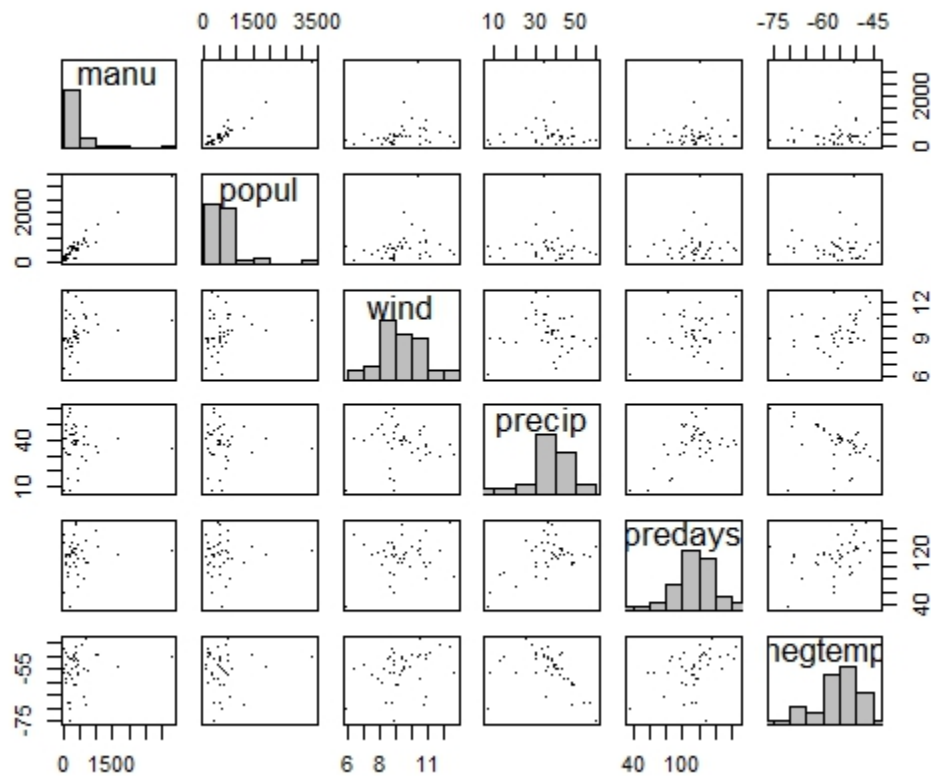 0 1500 3500 10 30 50 -75 -60 -45
manu 0 2000
0 2000 popul
wind 6 9 12
10 40 precip
predays 40 120
-75 -55 negtemp
0 1500 6 8 11 40 100